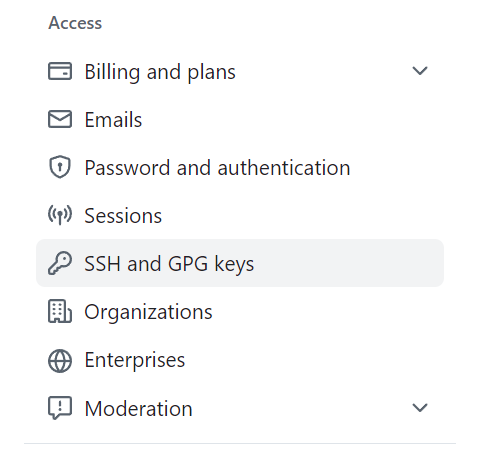 Access
Billing and plans
Emails
Password and authentication
Sessions
SSH and GPG keys
Organizations
Enterprises
Moderation